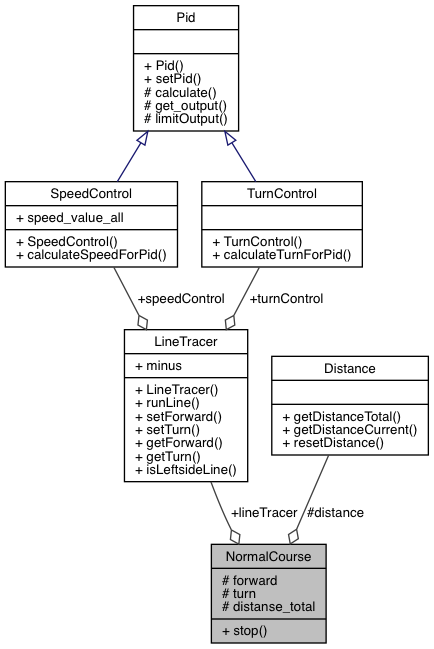 Pid
+ Pid()
+ setPid()
# calculate()
# get_output()
# limitOutput()
SpeedControl
+ speed_value_all
+ SpeedControl()
+ calculateSpeedForPid()
TurnControl
+ TurnControl()
+ calculateTurnForPid()
+speedControl
+turnControl
LineTracer
+ minus
+ LineTracer()
+ runLine()
+ setForward()
+ setTurn()
+ getForward()
+ getTurn()
+ isLeftsideLine()
Distance
+ getDistanceTotal()
+ getDistanceCurrent()
+ resetDistance()
+lineTracer
#distance
NormalCourse
# forward
# turn
# distanse_total
+ stop()